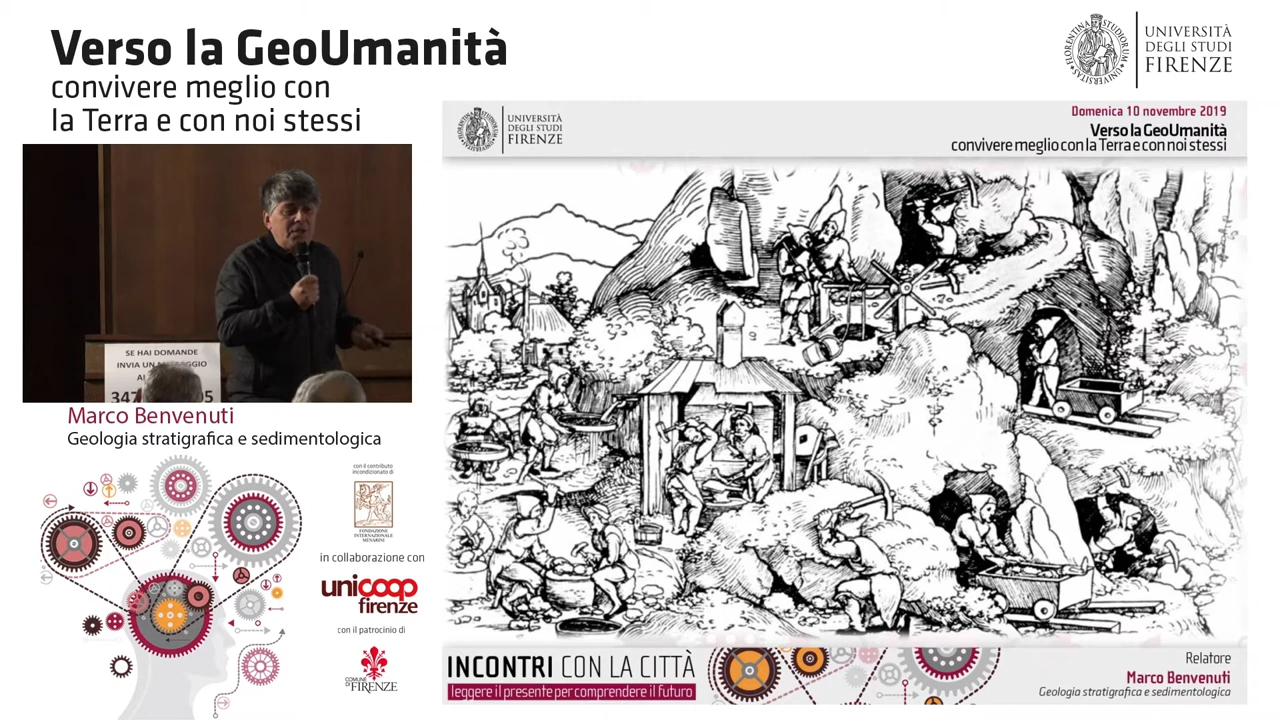 Verso la GeoUmanità
convivere meglio con
la Terra e con noi stessi
UNIVERSITÀ
DEGLI STUDI
FIRENZE
UNIVERSITÀ
DEGLI STUDI
FIRENZE
Domenica 10 novembre 2019
Verso la GeoUmanità
convivere meglio con la Terra e con noi stessi
SE HAI DOMANDE
INVIA UN
347
Marco Benvenuti
Geologia stratigrafica e sedimentologica
con il contributo
incondizionato di
FONDAZIONE
INTERNAZIONALE
MENARINI
in collaborazione con
unicoop
firenze
con il patrocinio di
COMUNE
DI FIRENZE
INCONTRI CON LA CITTÀ
leggere il presente per comprendere il futuro
Relatore
Marco Benvenuti
Geologia stratigrafica e sedimentologica